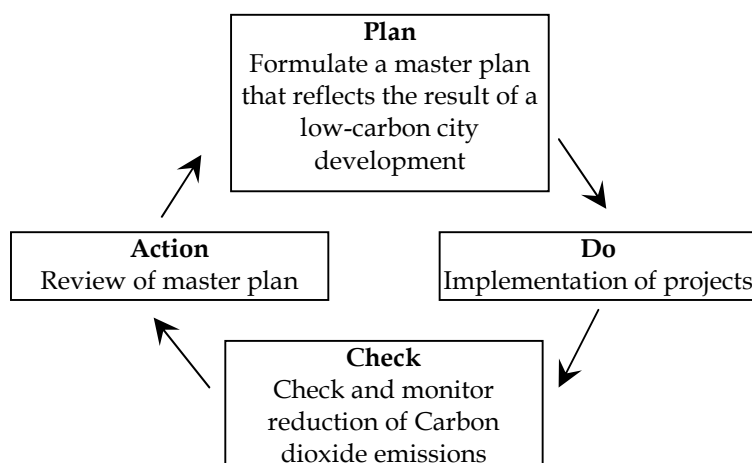 Plan
Formulate a master plan
that reflects the result of a
low-carbon city
development
Action
Review of master plan
Do
Implementation of projects
Check
Check and monitor
reduction of Carbon
dioxide emissions